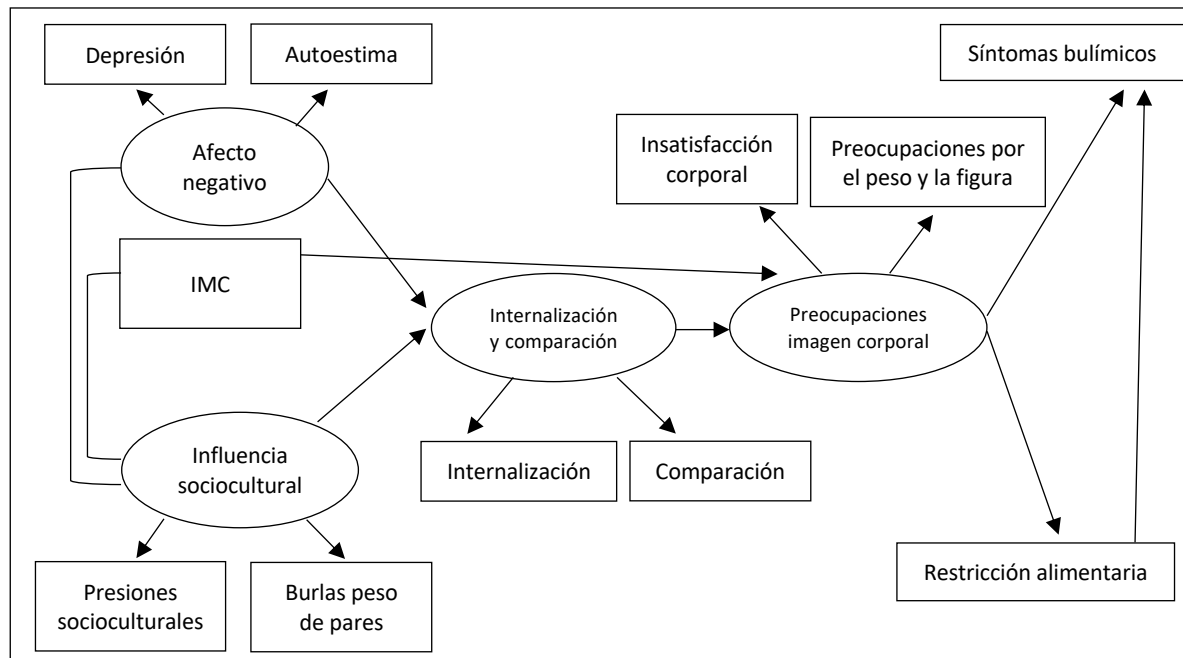 Depresión
Autoestima
Síntomas bulímicos
Afecto
negativo
Insatisfacción
corporal
Preocupaciones por
el peso y la figura
IMC
Internalización
y comparación
Preocupaciones
imagen corporal
Influencia
sociocultural
Internalización
Comparación
Presiones
socioculturales
Burlas peso
de pares
Restricción alimentaria